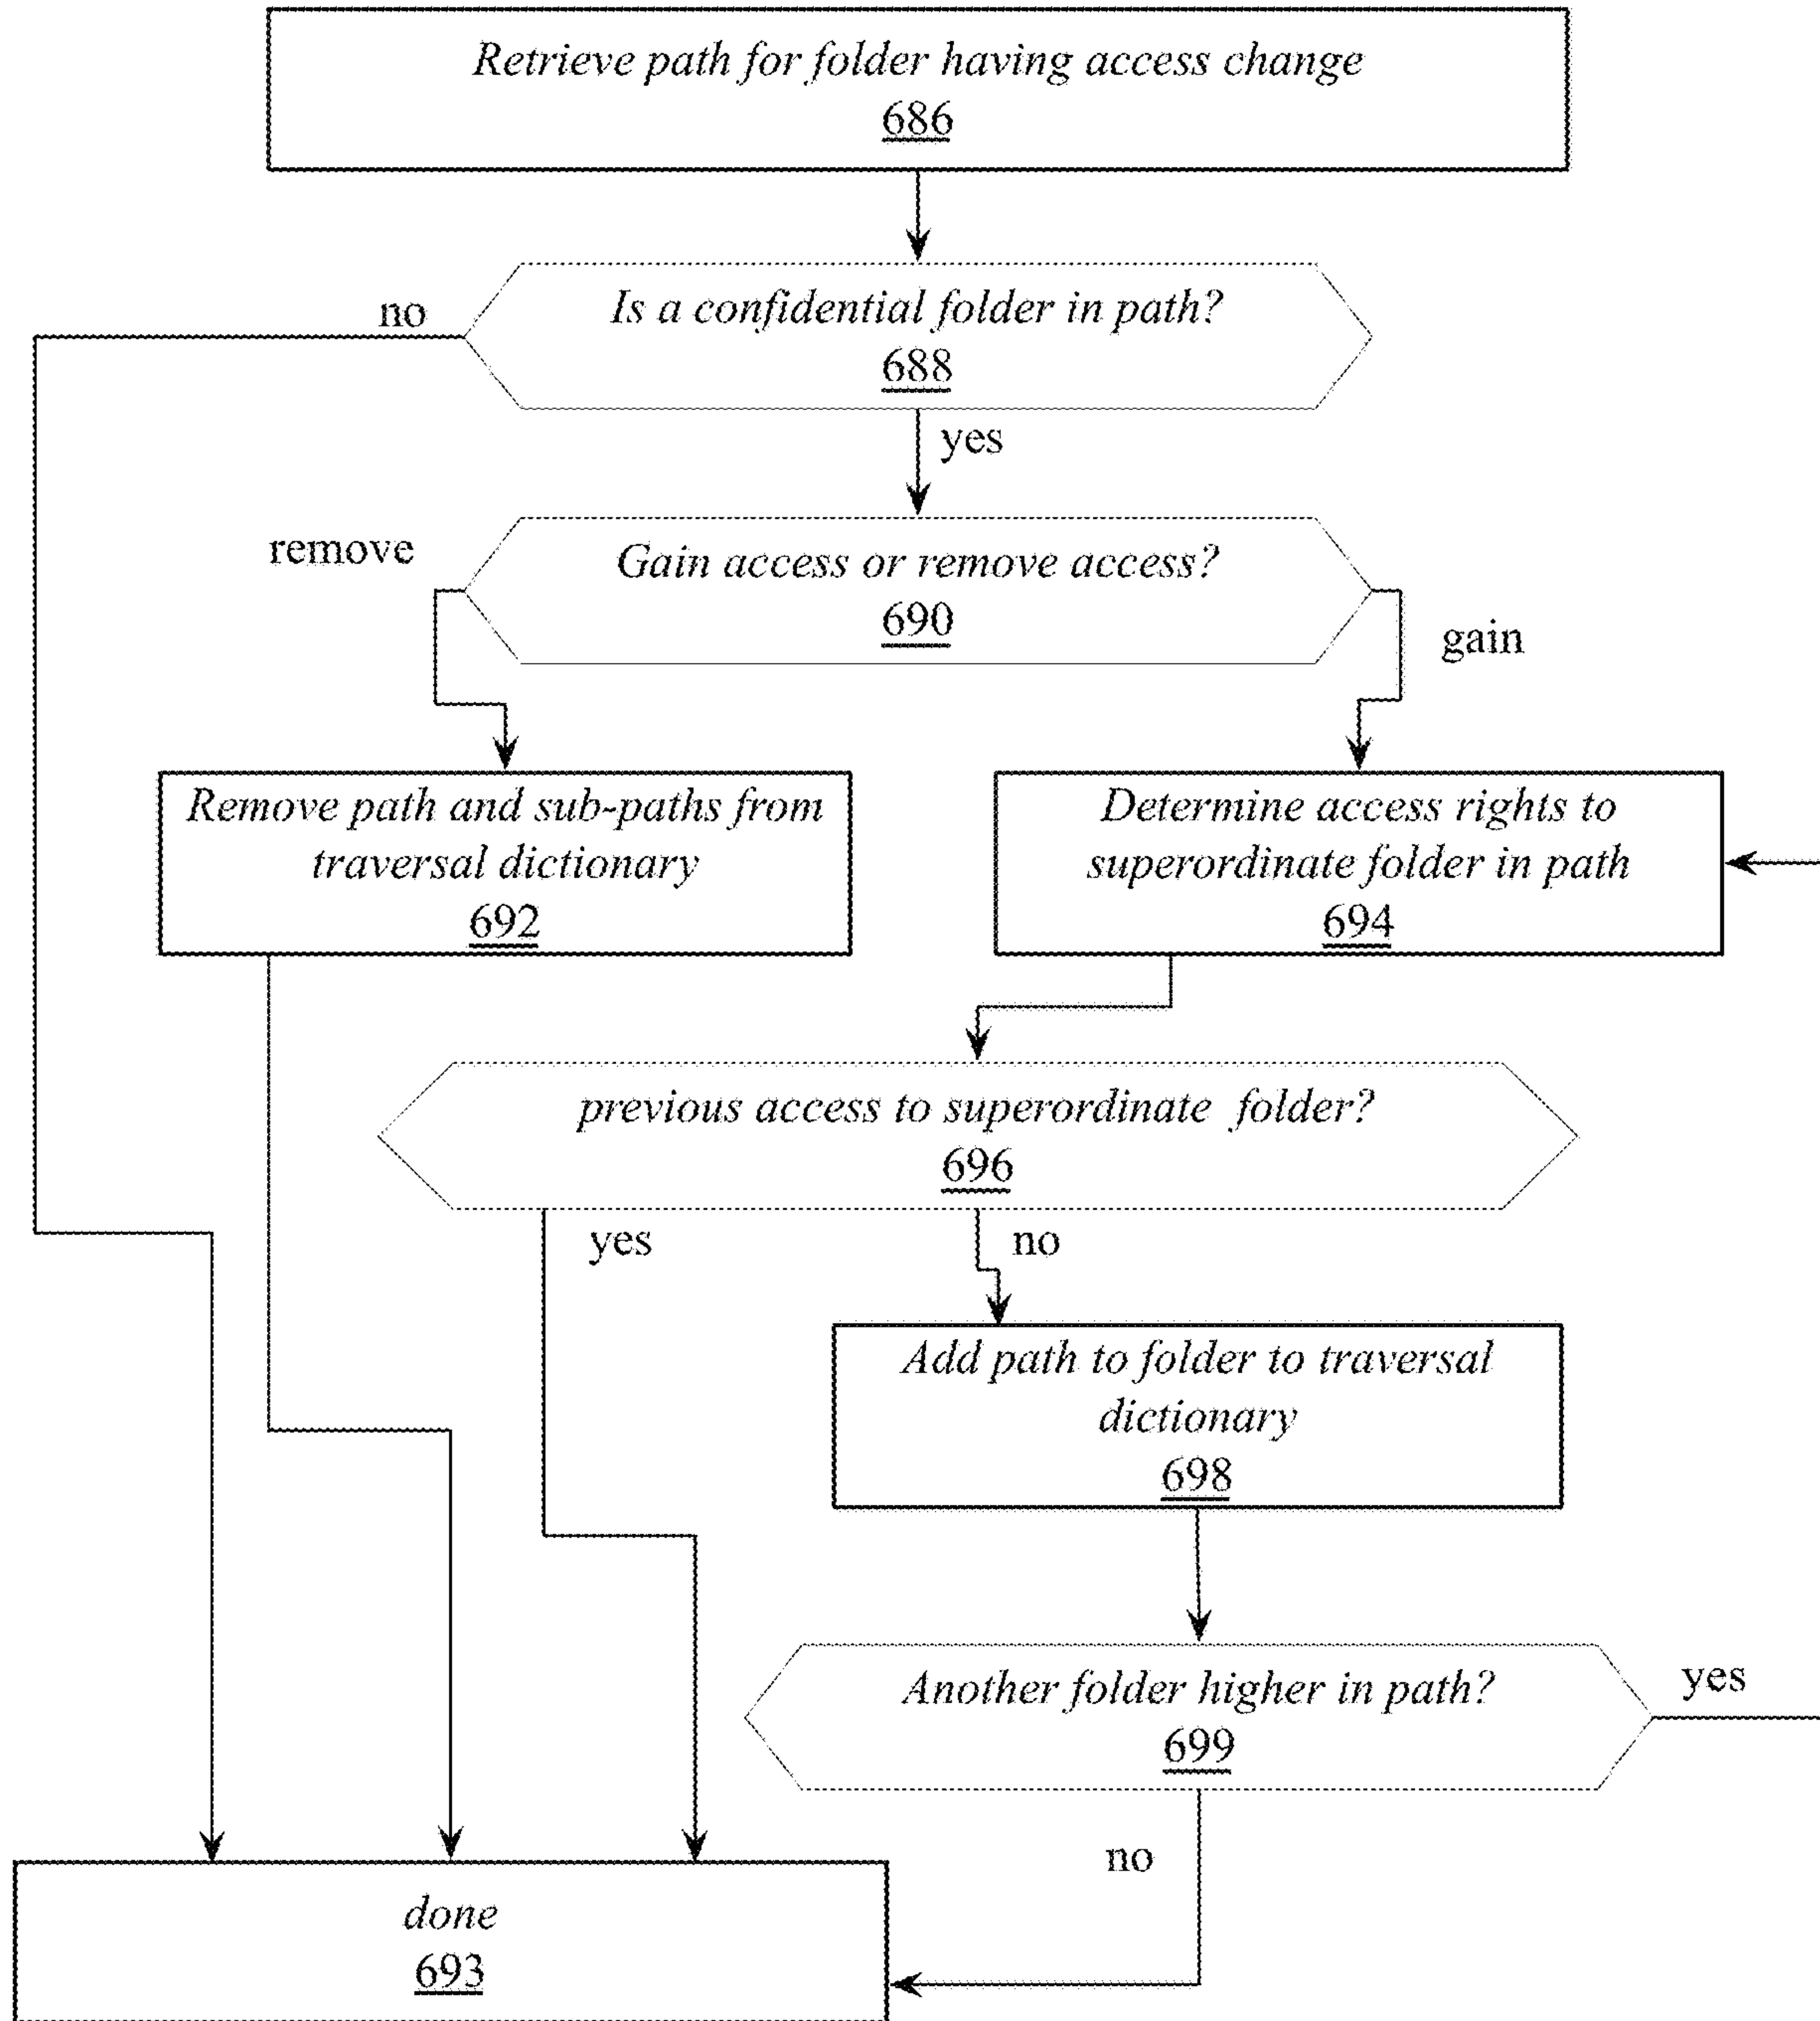 Retrieve path for folder having access change
686
no
Is a confidential folder in path?
688
yes
remove
Gain access or remove access?
690
gain
Remove path and sub-paths from
traversal dictionary
692
Determine access rights to
superordinate folder in path
694
previous access to superordinate folder?
696
yes
no
Add path to folder to traversal
dictionary
698
Another folder higher in path?
699
yes
no
done
693